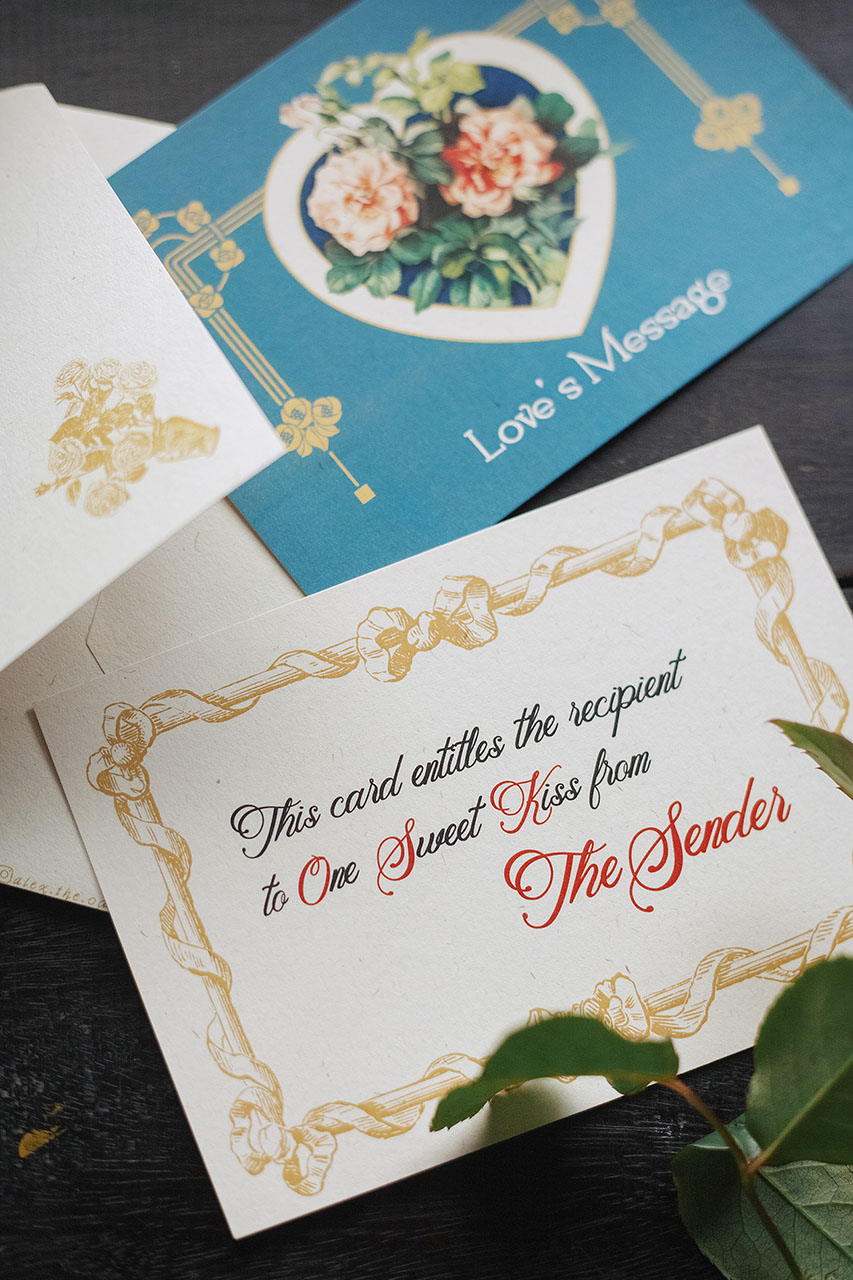 Love's Message
This card entitles the recipient
to One Sweet Kiss from
The Sender